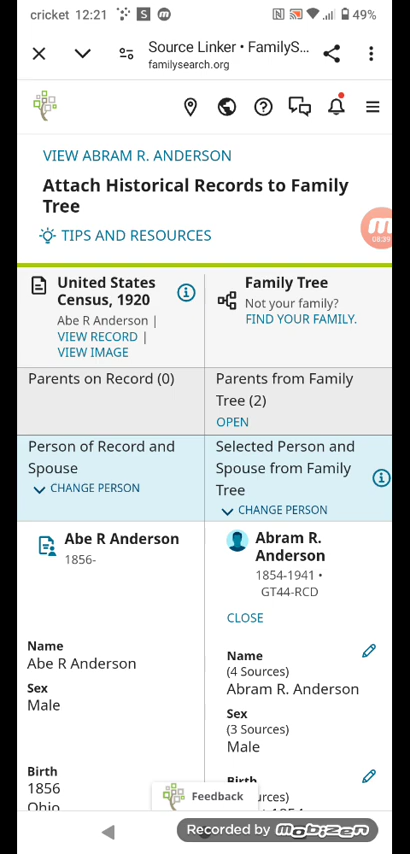 cricket 12:21 S m N 49%
Source Linker • FamilyS...
familysearch.org
VIEW ABRAM R. ANDERSON
Attach Historical Records to Family
Tree
TIPS AND RESOURCES
m
08:39
United States
Census, 1920
Abe R Anderson |
VIEW RECORD |
VIEW IMAGE
Family Tree
Not your family?
FIND YOUR FAMILY.
Parents on Record (0)
Parents from Family
Tree (2)
OPEN
Person of Record and
Spouse
CHANGE PERSON
Selected Person and
Spouse from Family
Tree
CHANGE PERSON
Abe R Anderson
1856-
Abram R.
Anderson
1854-1941 •
GT44-RCD
CLOSE
Name
Abe R Anderson
Sex
Male
Name
(4 Sources)
Abram R. Anderson
Sex
(3 Sources)
Male
Birth
1856
Ohio
Birth
Feedback
Recorded by mobizen